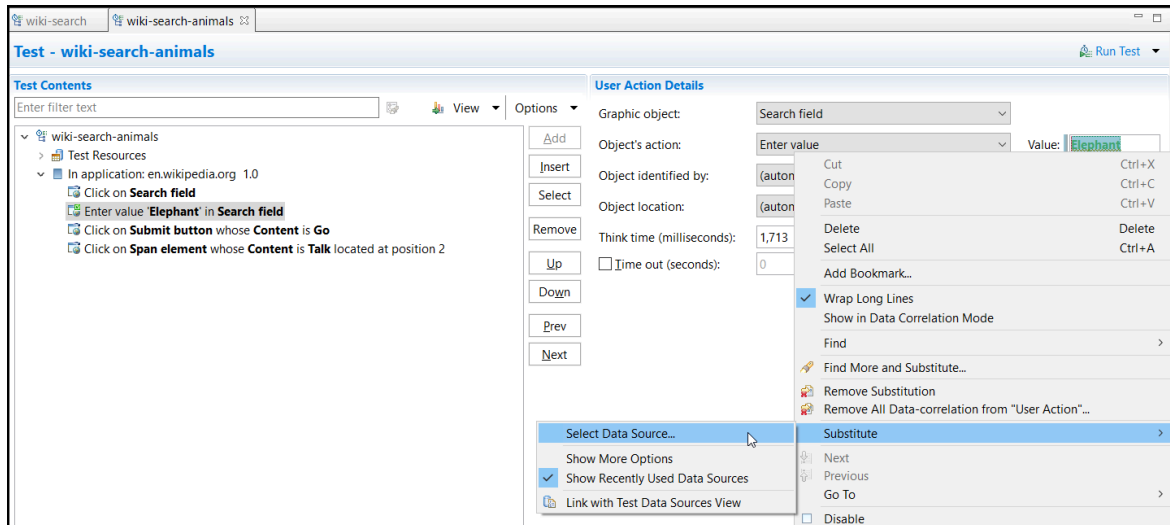 wiki-search
wiki-search-animals
Test - wiki-search-animals
Run Test
Test Contents
Enter filter text
View
Options
wiki-search-animals
Test Resources
In application: en.wikipedia.org 1.0
Click on Search field
Enter value 'Elephant' in Search field
Click on Submit button whose Content is Go
Click on Span element whose Content is Talk located at position 2
Add
Insert
Select
Remove
Up
Down
Prev
Next
User Action Details
Graphic object: Search field
Object's action: Enter value Value: Elephant
Object identified by: (auton
Object location: (auton
Think time (milliseconds): 1,713
Time out (seconds): 0
Cut Ctrl+X
Copy Ctrl+C
Paste Ctrl+V
Delete Delete
Select All Ctrl+A
Add Bookmark...
Wrap Long Lines
Show in Data Correlation Mode
Find
Find More and Substitute...
Remove Substitution
Remove All Data-correlation from "User Action"...
Substitute
Next
Previous
Go To
Disable
Select Data Source...
Show More Options
Show Recently Used Data Sources
Link with Test Data Sources View